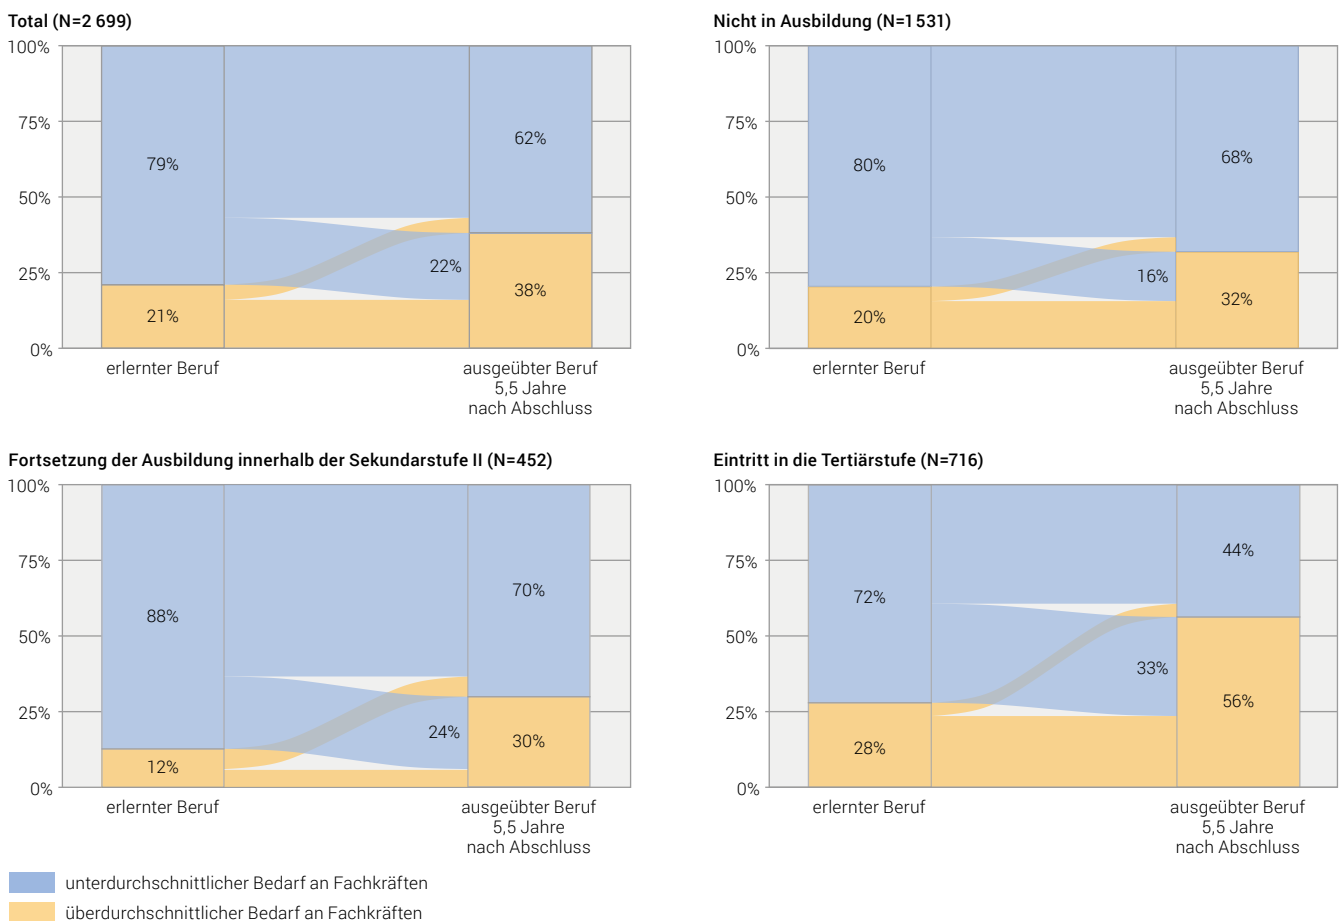 Total (N=2 699)
100%
75%
50%
25%
0%
79%
21%
22%
62%
38%
erlernter Beruf
ausgeübter Beruf
5,5 Jahre
nach Abschluss
Nicht in Ausbildung (N=1 531)
100%
75%
50%
25%
0%
80%
20%
16%
68%
32%
erlernter Beruf
ausgeübter Beruf
5,5 Jahre
nach Abschluss
Fortsetzung der Ausbildung innerhalb der Sekundarstufe II (N=452)
100%
75%
50%
25%
0%
88%
12%
24%
70%
30%
erlernter Beruf
ausgeübter Beruf
5,5 Jahre
nach Abschluss
Eintritt in die Tertiärstufe (N=716)
100%
75%
50%
25%
0%
72%
28%
33%
44%
56%
erlernter Beruf
ausgeübter Beruf
5,5 Jahre
nach Abschluss
unterdurchschnittlicher Bedarf an Fachkräften
überdurchschnittlicher Bedarf an Fachkräften